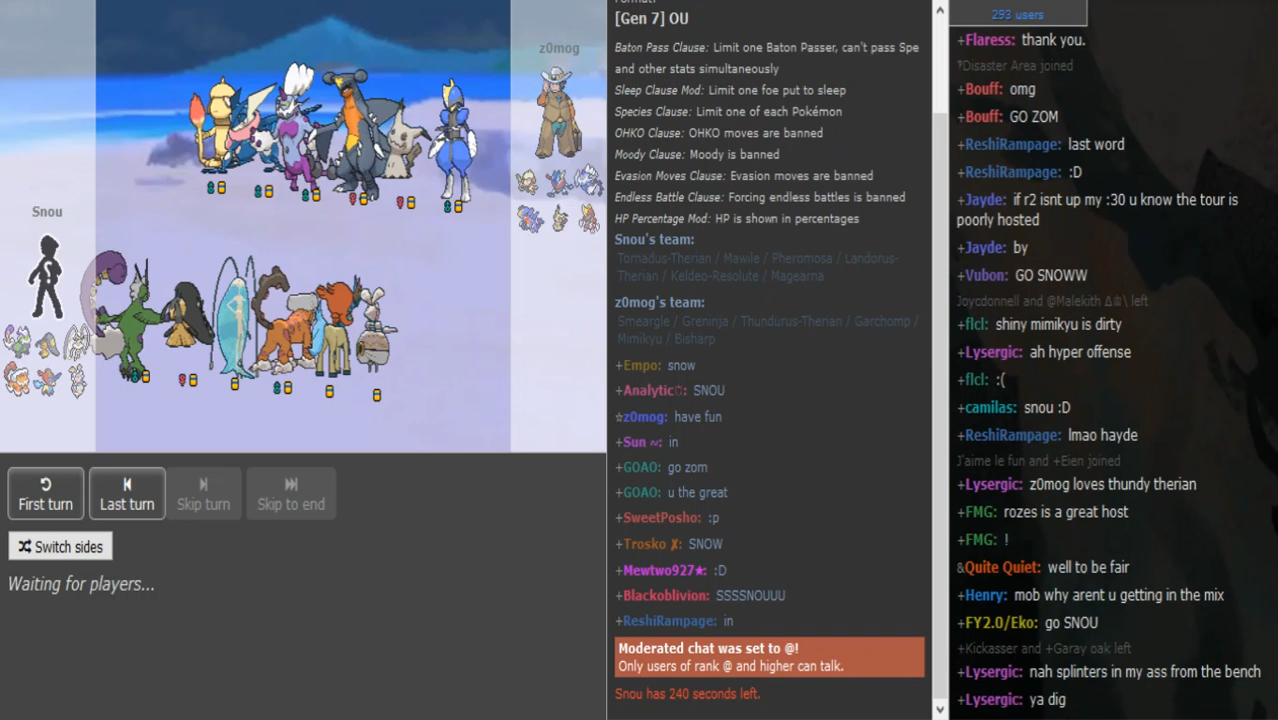 z0mog
Snou
First turn
Last turn
Skip turn
Skip to end
Switch sides
Waiting for players...
[Gen 7] OU
Baton Pass Clause: Limit one Baton Passer, can't pass Spe
and other stats simultaneously
Sleep Clause Mod: Limit one foe put to sleep
Species Clause: Limit one of each Pokémon
OHKO Clause: OHKO moves are banned
Moody Clause: Moody is banned
Evasion Moves Clause: Evasion moves are banned
Endless Battle Clause: Forcing endless battles is banned
HP Percentage Mod: HP is shown in percentages
Snou's team:
Tornadus-Therian / Mawile / Pheromosa / Landorus-
Therian / Keldeo-Resolute / Magearna
z0mog's team:
Smeargle / Greninja / Thundurus-Therian / Garchomp /
Mimikyu / Bisharp
+Empo: snow
+Analytic: SNOU
☆z0mog: have fun
+Sun ~: in
+GOAO: go zom
+GOAO: u the great
+SweetPosho: :p
+Trosko ✘: SNOW
+Mewtwo927★: :D
+Blackoblivion: SSSSNOUUU
+ReshiRampage: in
Moderated chat was set to @!
Only users of rank @ and higher can talk.
Snou has 240 seconds left.
293 users
+Flaress: thank you.
Disaster Area joined
+Bouff: omg
+Bouff: GO ZOM
+ReshiRampage: last word
+ReshiRampage: :D
+Jayde: if r2 isnt up my :30 u know the tour is
poorly hosted
+Jayde: by
+Vubon: GO SNOWW
Joycdonnell and @Malekith left
+flcl: shiny mimikyu is dirty
+Lysergic: ah hyper offense
+flcl: :(
+camilas: snou :D
+ReshiRampage: lmao hayde
J'aime le fun and +Eien joined
+Lysergic: z0mog loves thundy therian
+FMG: rozes is a great host
+FMG: !
&Quite Quiet: well to be fair
+Henry: mob why arent u getting in the mix
+FY2.0/Eko: go SNOU
+Kickasser and +Garay oak left
+Lysergic: nah splinters in my ass from the bench
+Lysergic: ya dig